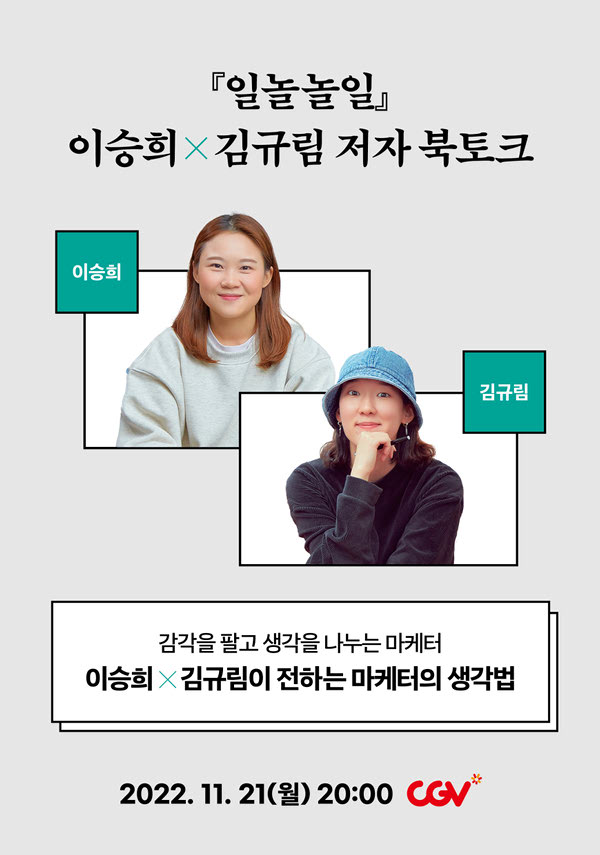 『일놀놀일』
이승희×김규림 저자 북토크
이승희
김규림
감각을 팔고 생각을 나누는 마케터
이승희×김규림이 전하는 마케터의 생각법
2022. 11. 21(월) 20:00 CGV